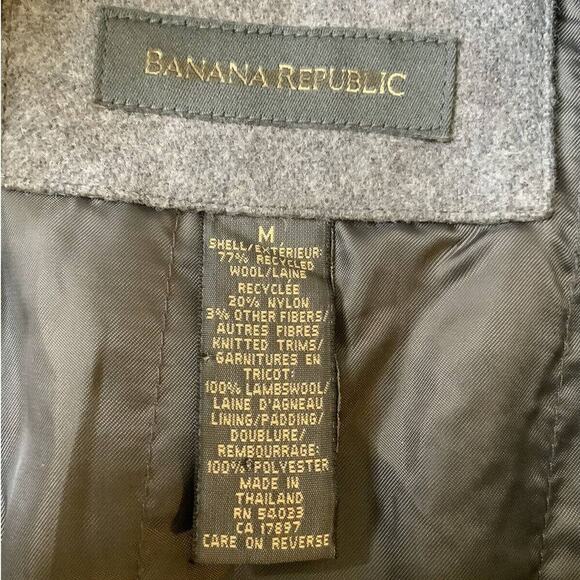 BANANA REPUBLIC
M
SHELL/EXTÉRIEUR:
77% RECYCLED
WOOL/LAINE
RECYCLÉE
20% NYLON
3% OTHER FIBERS/
AUTRES FIBRES
KNITTED TRIMS/
GARNITURES EN
TRICOT:
100% LAMBSWOOL/
LAINE D'AGNEAU
LINING/PADDING/
DOUBLURE/
REMBOURRAGE:
100% POLYESTER
MADE IN
THAILAND
RN 54023
CA 17897
CARE ON REVERSE